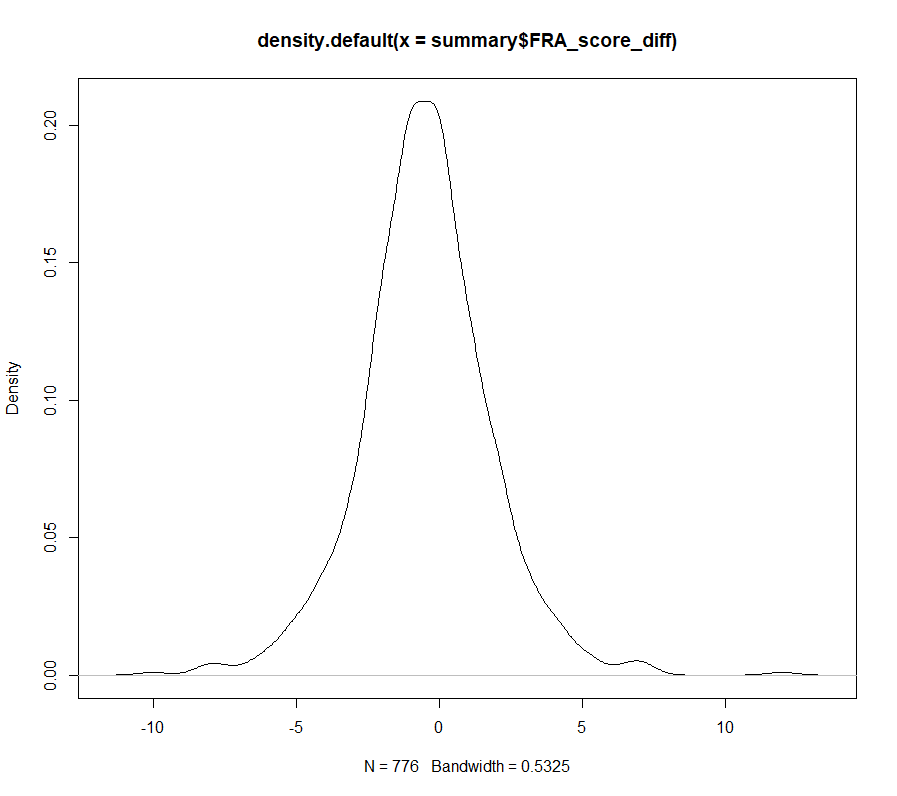 density.default(x = summary$FRA_score_diff)
Density
0.20
0.15
0.10
0.05
0.00
-10 -5 0 5 10
N = 776 Bandwidth = 0.5325